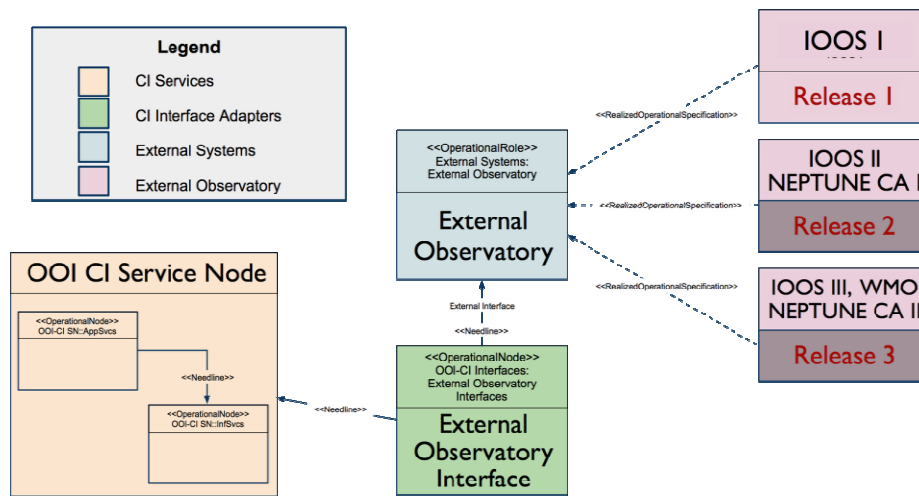 Legend
CI Services
CI Interface Adapters
External Systems
External Observatory
IOOS I
Release 1
<<RealizedOperationalSpecification>>
<<OperationalRole>>
External Systems:
External Observatory
External
Observatory
IOOS II
NEPTUNE CA I
Release 2
<<RealizedOperationalSpecification>>
IOOS III, WMO
NEPTUNE CA II
Release 3
<<RealizedOperationalSpecification>>
External Interface
<<Needline>>
OOI CI Service Node
<<OperationalNode>>
OOI-CI SN::AppSvcs
<<Needline>>
<<OperationalNode>>
OOI-CI SN::InfSvcs
<<Needline>>
<<OperationalNode>>
OOI-CI Interfaces:
External Observatory
Interfaces
External
Observatory
Interface